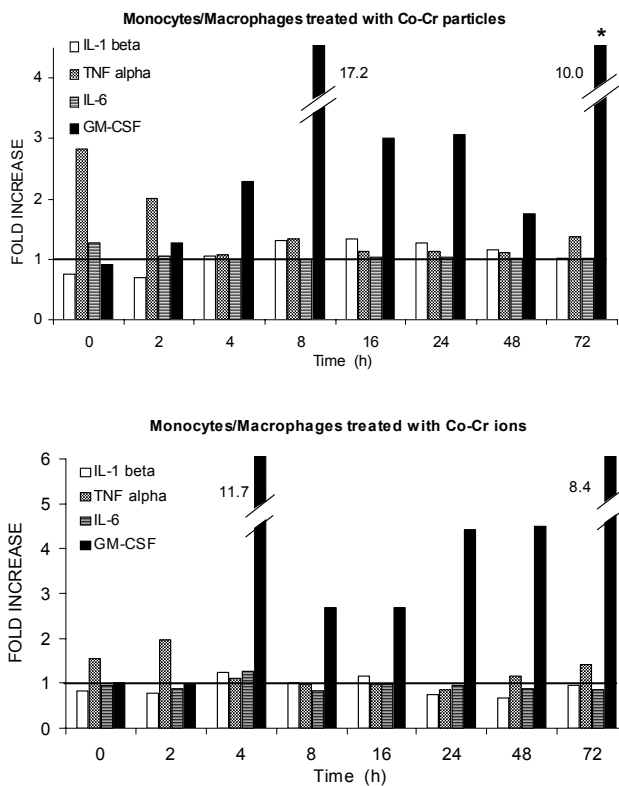 Monocytes/Macrophages treated with Co-Cr particles
*
IL-1 beta
TNF alpha
IL-6
GM-CSF
17.2
10.0
FOLD INCREASE
4
3
2
1
0
0 2 4 8 16 24 48 72
Time (h)
Monocytes/Macrophages treated with Co-Cr ions
IL-1 beta
TNF alpha
IL-6
GM-CSF
11.7
8.4
FOLD INCREASE
6
5
4
3
2
1
0
0 2 4 8 16 24 48 72
Time (h)